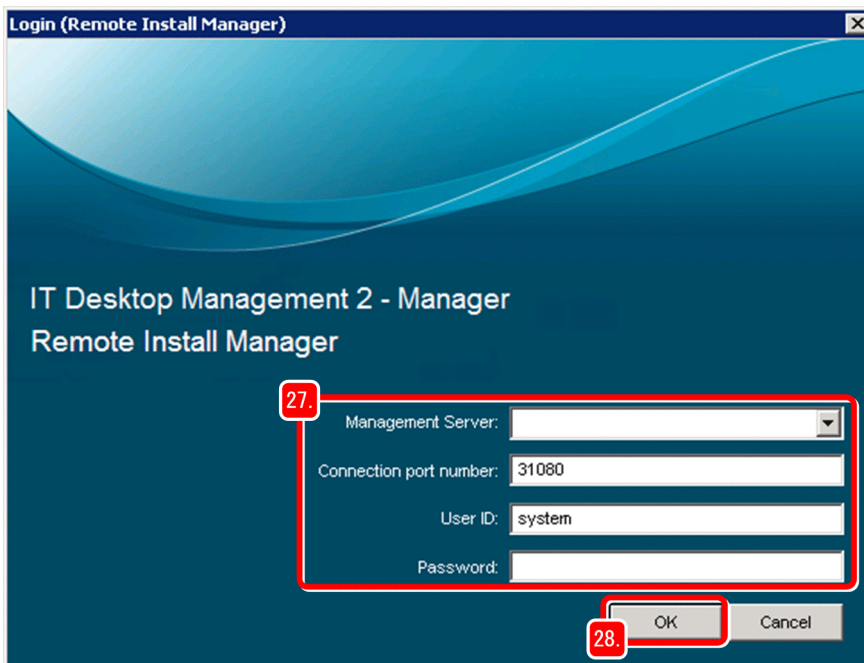 Login (Remote Install Manager)
IT Desktop Management 2 - Manager
Remote Install Manager
27.
Management Server:
Connection port number: 31080
User ID: system
Password:
OK Cancel
28.